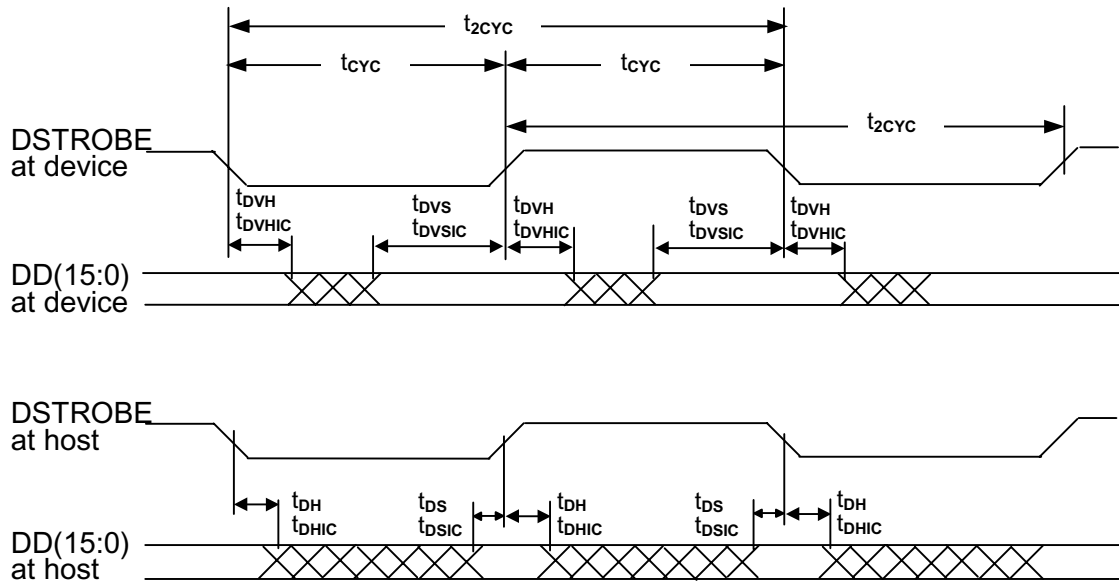 t2CYC
tCYC tCYC
t2CYC
DSTROBE
at device
tDVH tDVS tDVH tDVS tDVH
tDVHIC tDVSIC tDVHIC tDVSIC tDVHIC
DD(15:0)
at device
DSTROBE
at host
tDH tDS tDH tDS tDH
tDHIC tDSIC tDHIC tDSIC tDHIC
DD(15:0)
at host